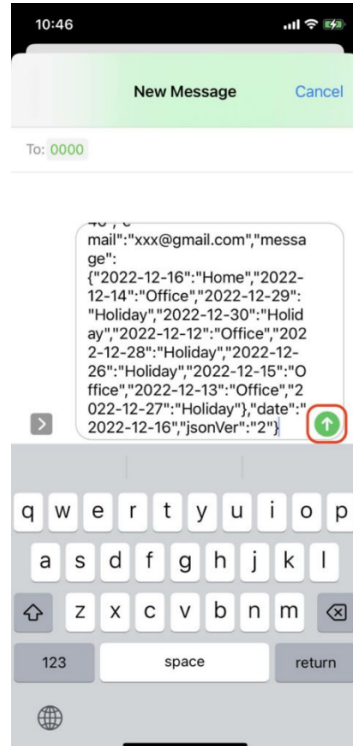 10:46
New Message
Cancel
To: 0000
mail":"xxx@gmail.com","messa
ge":
{"2022-12-16":"Home","2022-
12-14":"Office","2022-12-29":
"Holiday","2022-12-30":"Holid
ay","2022-12-12":"Office","202
2-12-28":"Holiday","2022-12-
26":"Holiday","2022-12-15":"O
ffice","2022-12-13":"Office","2
022-12-27":"Holiday"},"date":"
2022-12-16","jsonVer":"2"}
q w e r t y u i o p
a s d f g h j k l
z x c v b n m
123 space return